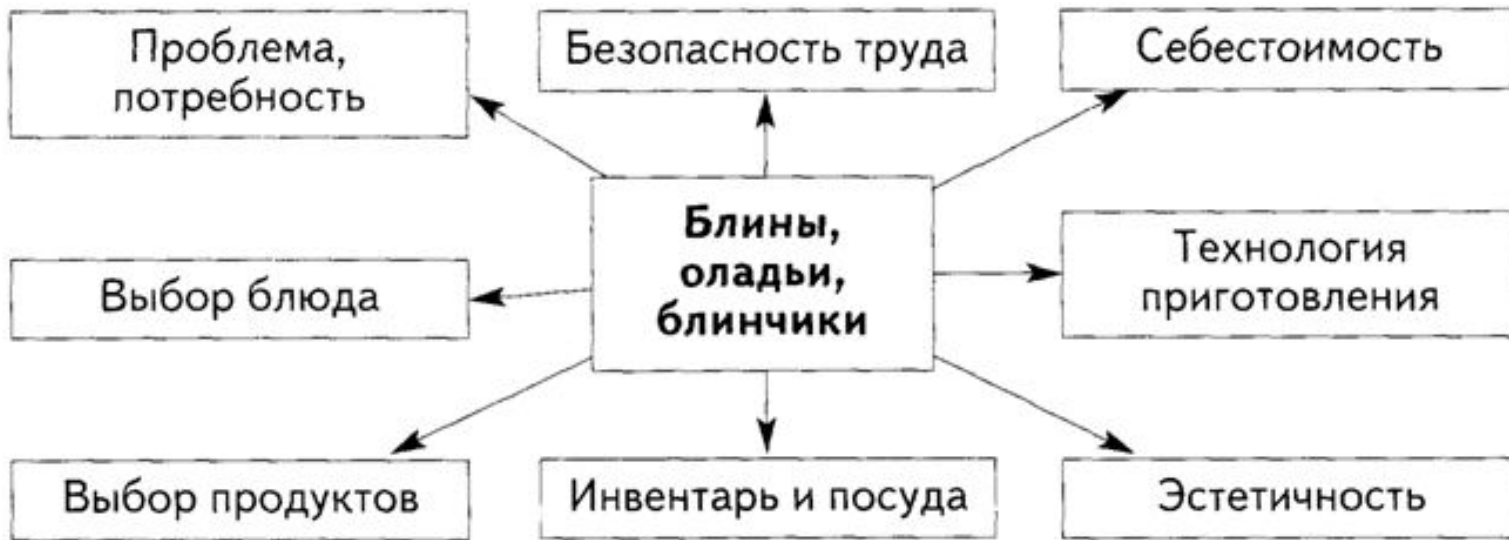 Проблема,
потребность
Безопасность труда
Себестоимость
Блины,
оладьи,
блинчики
Выбор блюда
Технология
приготовления
Выбор продуктов
Инвентарь и посуда
Эстетичность